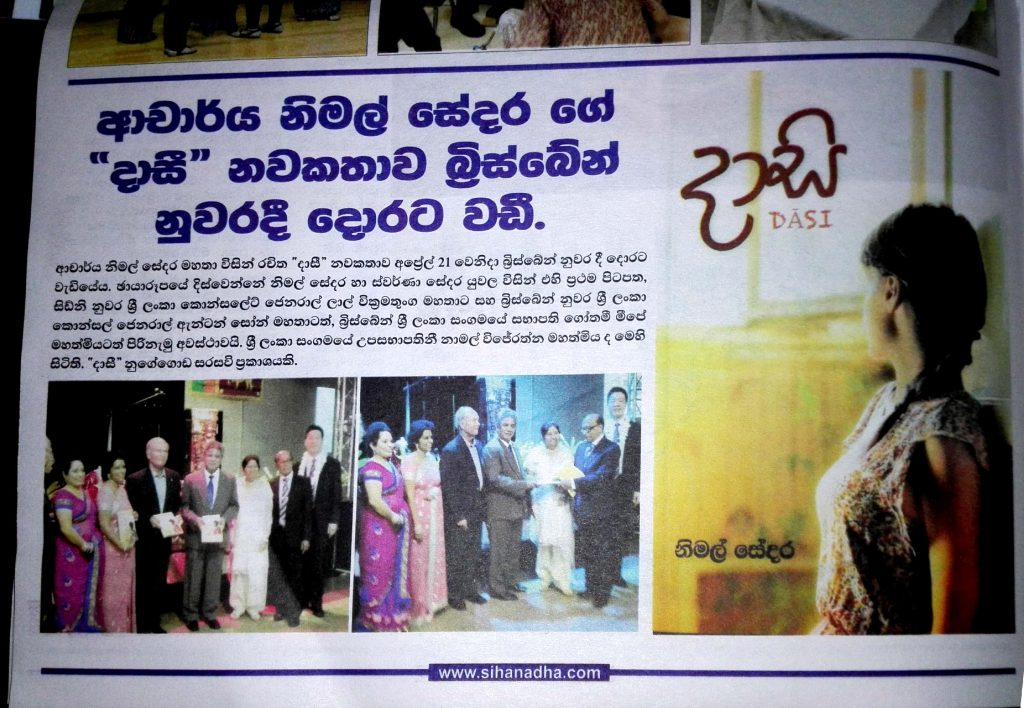 ආචාර්ය නිමල් සේදර ගේ
“දාසී” නවකතාව බ්‍රිස්බේන්
නුවරදී දොරට වඩී.
ආචාර්ය නිමල් සේදර මහතා විසින් රචිත “දාසී” නවකතාව අප්‍රේල් 21 වෙනිදා බ්‍රිස්බේන් නුවර දී දොරට
වැඩියේය. ඡායාරූපයේ දිස්වෙන්නේ නිමල් සේදර හා ස්වර්ණා සේදර යුවල විසින් එහි ප්‍රථම පිටපත,
සිඩ්නි නුවර ශ්‍රී ලංකා කොන්සලේට් ජෙනරාල් ලාල් වික්‍රමතුංග මහතාට සහ බ්‍රිස්බේන් නුවර ශ්‍රී ලංකා
කොන්සල් ජෙනරාල් ඇන්ටන් සෝන් මහතාටත්, බ්‍රිස්බේන් ශ්‍රී ලංකා සංගමයේ සභාපති ගෝතමී මීපේ
මහත්මියටත් පිරිනැමු අවස්ථාවයි. ශ්‍රී ලංකා සංගමයේ උපසභාපතිනී නාමල් විජේරත්න මහත්මිය ද මෙහි
සිටිති. “දාසී” නුගේගොඩ සරසවි ප්‍රකාශයකි.
දාසි
DĀSI
නිමල් සේදර
www.sihanadha.com